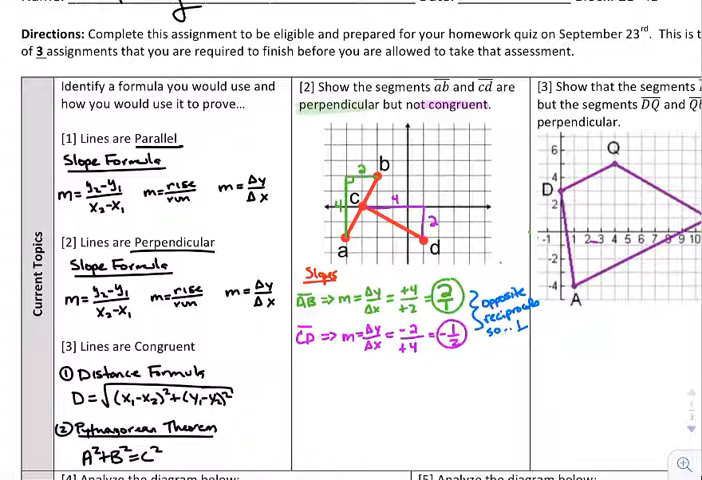 Directions: Complete this assignment to be eligible and prepared for your homework quiz on September 23rd. This is
of 3 assignments that you are required to finish before you are allowed to take that assessment.
Current Topics
Identify a formula you would use and
how you would use it to prove...
[1] Lines are Parallel
Slope Formula
m = y₂-y₁/x₂-x₁ m = rise/run m = Δy/Δx
[2] Lines are Perpendicular
Slope Formula
m = y₂-y₁/x₂-x₁ m = rise/run m = Δy/Δx
[3] Lines are Congruent
① Distance Formula
D = √(x₁-x₂)²+(y₁-y₂)²
② Pythagorean Theorem
A²+B²=C²
[2] Show the segments ab and cd are
perpendicular but not congruent.
2 b
4 c 4
2
a d
Slopes
AB ⇒ m = Δy/Δx = +4/+2 = 2/1
CD ⇒ m = Δy/Δx = -2/+4 = -1/2
opposite
reciprocals
so... ⊥
[3] Show that the segments
but the segments DQ and
perpendicular.
6 Q
4
D
2
-1 1 2 3 4 5 6 7 8 9 10
-2
-4
A
[4] Analyze the diagram below:
[5] Analyze the diagram below: